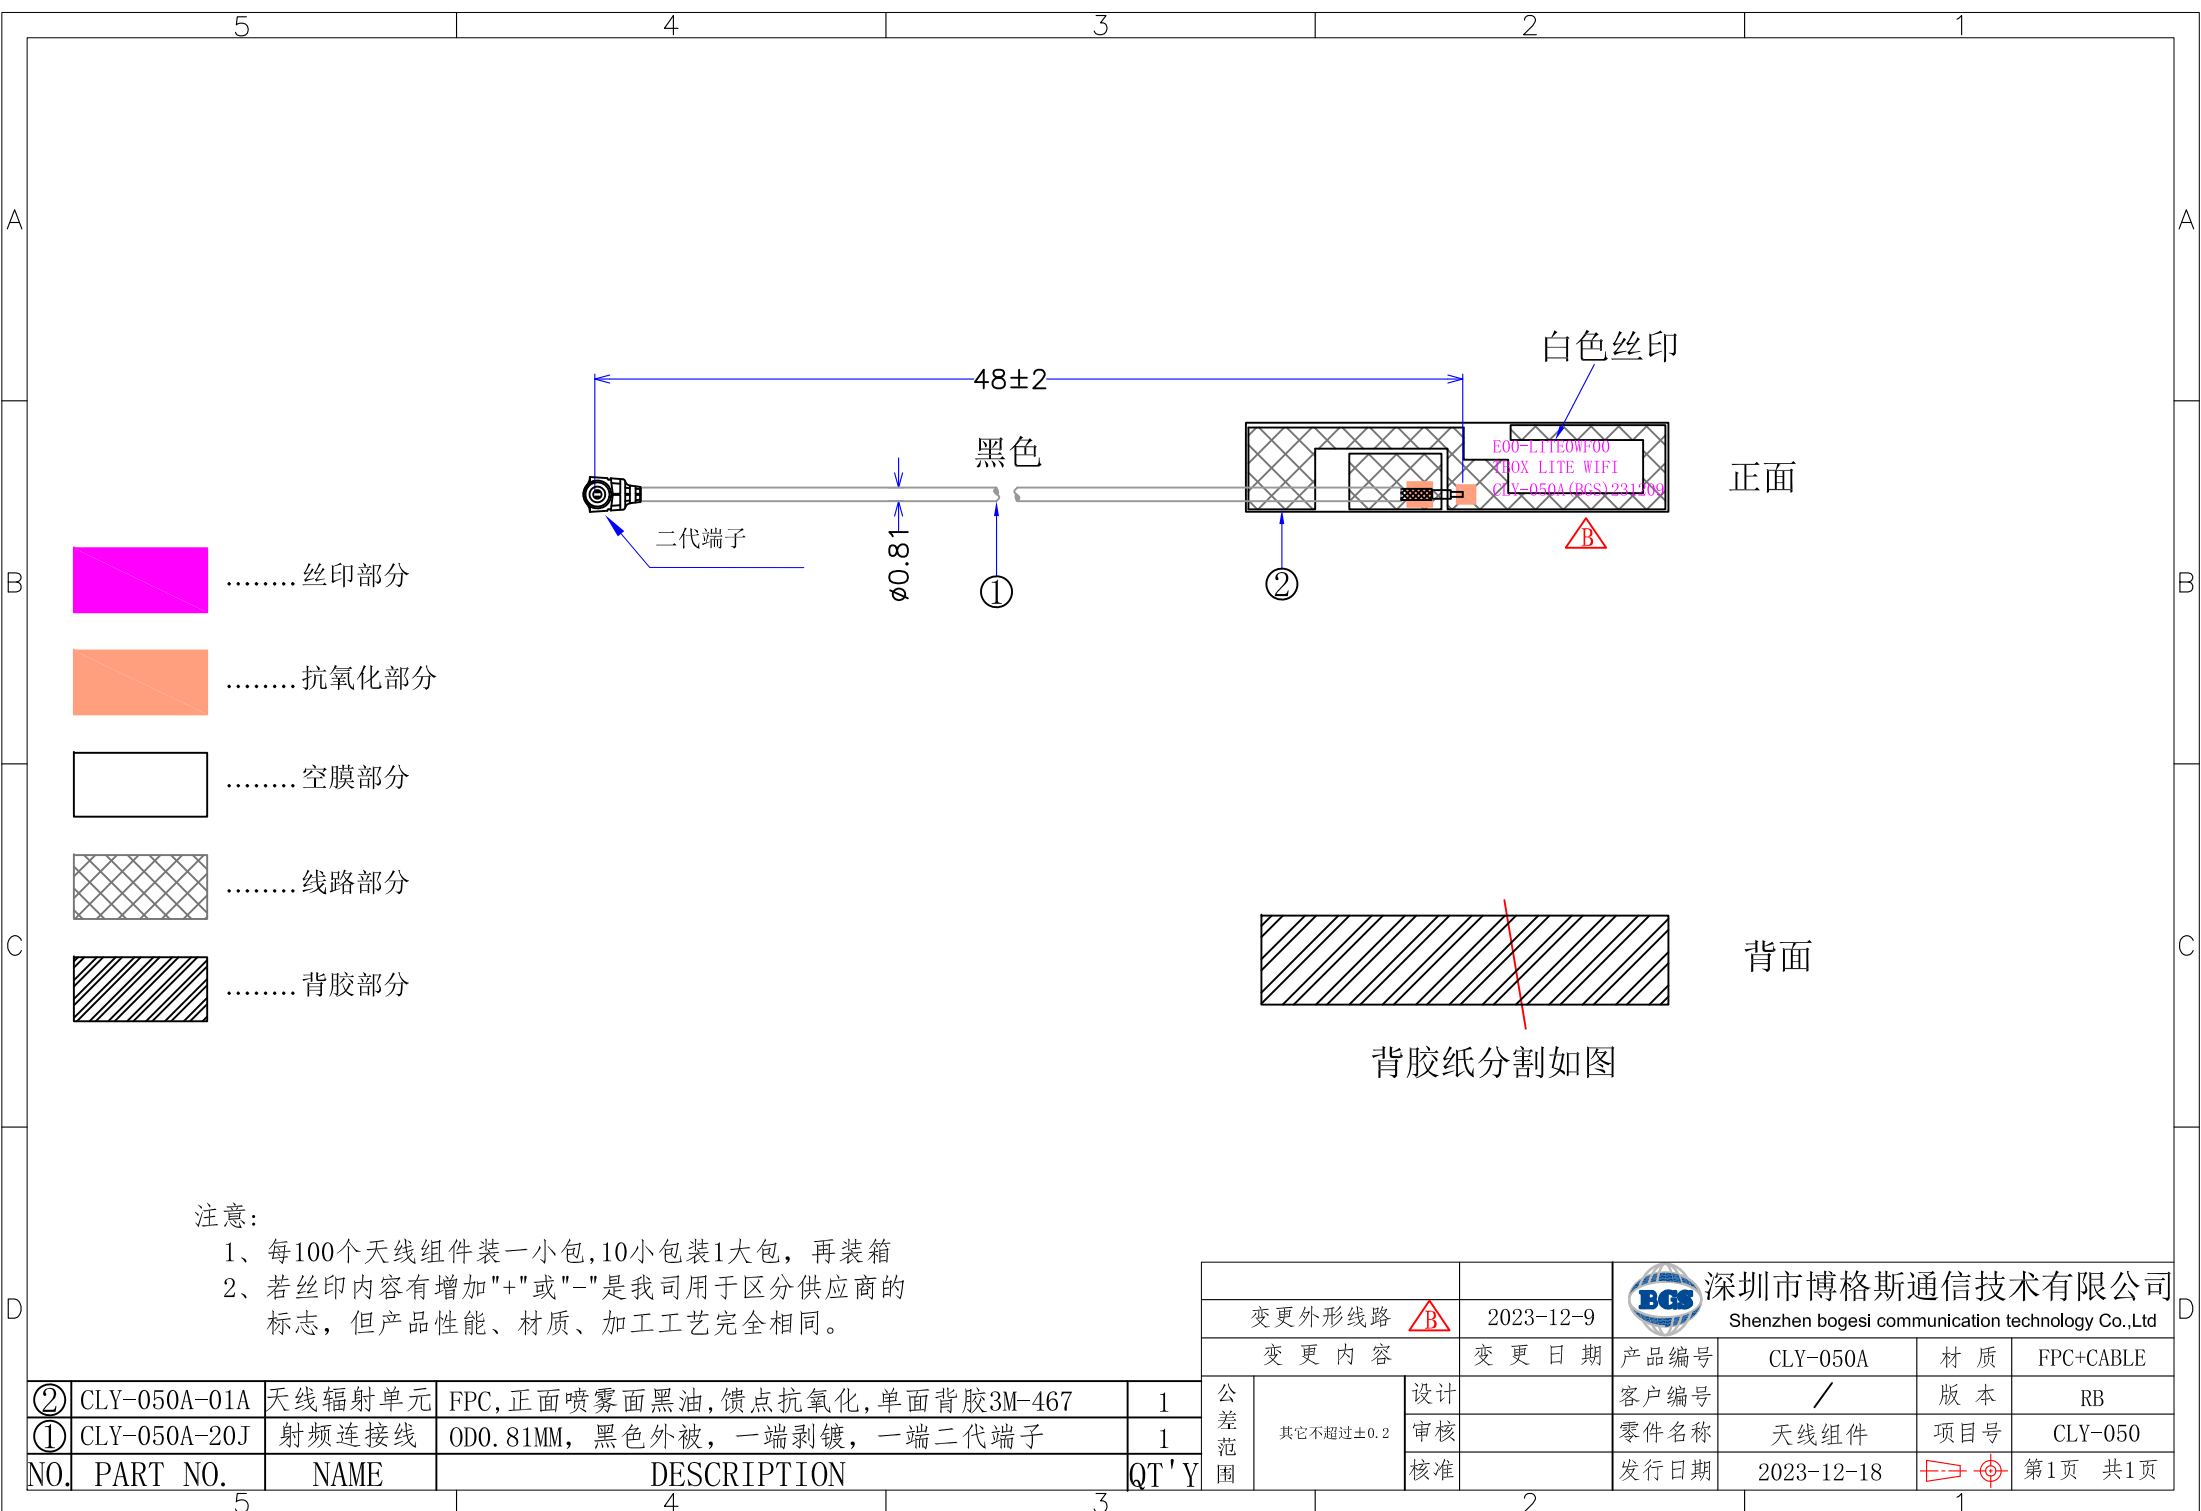 5 4 3 2 1
A A
B B
C C
D D
白色丝印
48±2
黑色
E00-LITE0WF00
TBOX LITE WIFI
CLY-050A(BGS)231209
正面
B
二代端子
ø0.81
①
②
........丝印部分
........抗氧化部分
........空膜部分
........线路部分
........背胶部分
背面
背胶纸分割如图
注意:
1、每100个天线组件装一小包,10小包装1大包，再装箱
2、若丝印内容有增加"+"或"-"是我司用于区分供应商的
标志，但产品性能、材质、加工工艺完全相同。
② CLY-050A-01A 天线辐射单元 FPC,正面喷雾面黑油,馈点抗氧化,单面背胶3M-467 1
① CLY-050A-20J 射频连接线 OD0.81MM，黑色外被，一端剥镀，一端二代端子 1
NO. PART NO. NAME DESCRIPTION QT'Y
变更外形线路 B 2023-12-9
变更内容 变更日期
公差范围 其它不超过±0.2
设计
审核
核准
BGS
深圳市博格斯通信技术有限公司
Shenzhen bogesi communication technology Co.,Ltd
产品编号 CLY-050A 材质 FPC+CABLE
客户编号 / 版本 RB
零件名称 天线组件 项目号 CLY-050
发行日期 2023-12-18 第1页 共1页
5 4 3 2 1